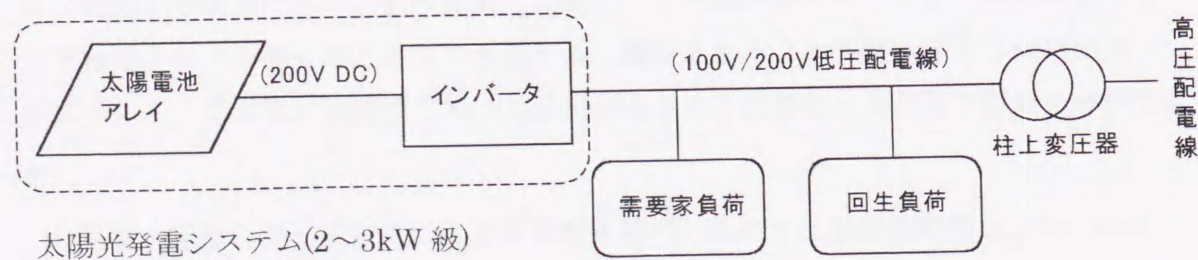 太陽電池
アレイ
(200V DC)
インバータ
(100V/200V低圧配電線)
高圧配電線
柱上変圧器
需要家負荷
回生負荷
太陽光発電システム(2～3kW 級)